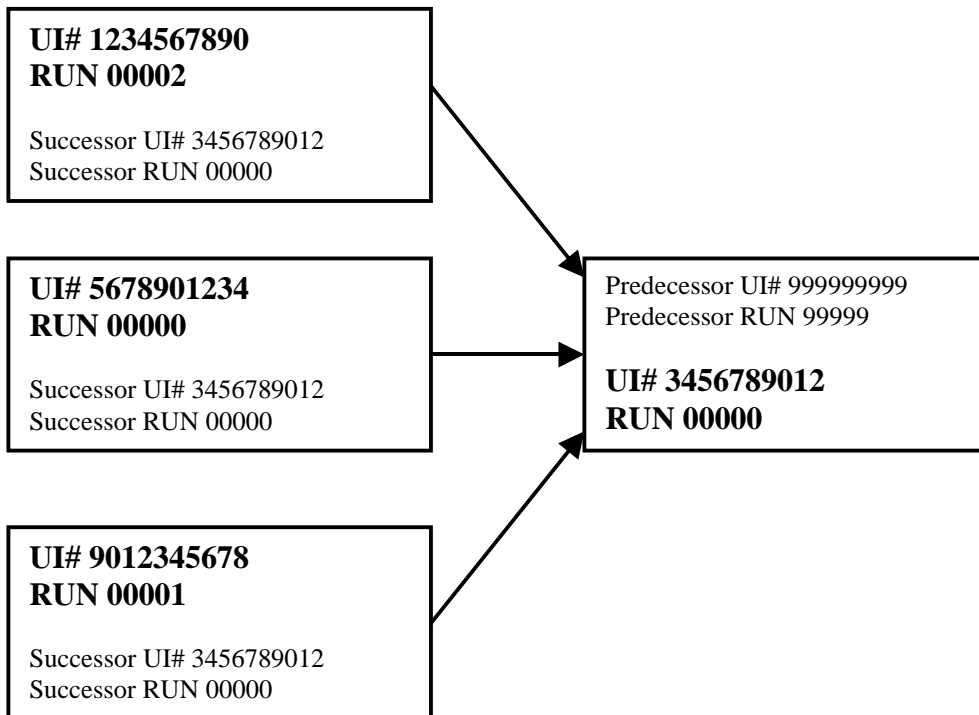 UI# 1234567890
RUN 00002
Successor UI# 3456789012
Successor RUN 00000
UI# 5678901234
RUN 00000
Successor UI# 3456789012
Successor RUN 00000
Predecessor UI# 999999999
Predecessor RUN 99999
UI# 3456789012
RUN 00000
UI# 9012345678
RUN 00001
Successor UI# 3456789012
Successor RUN 00000